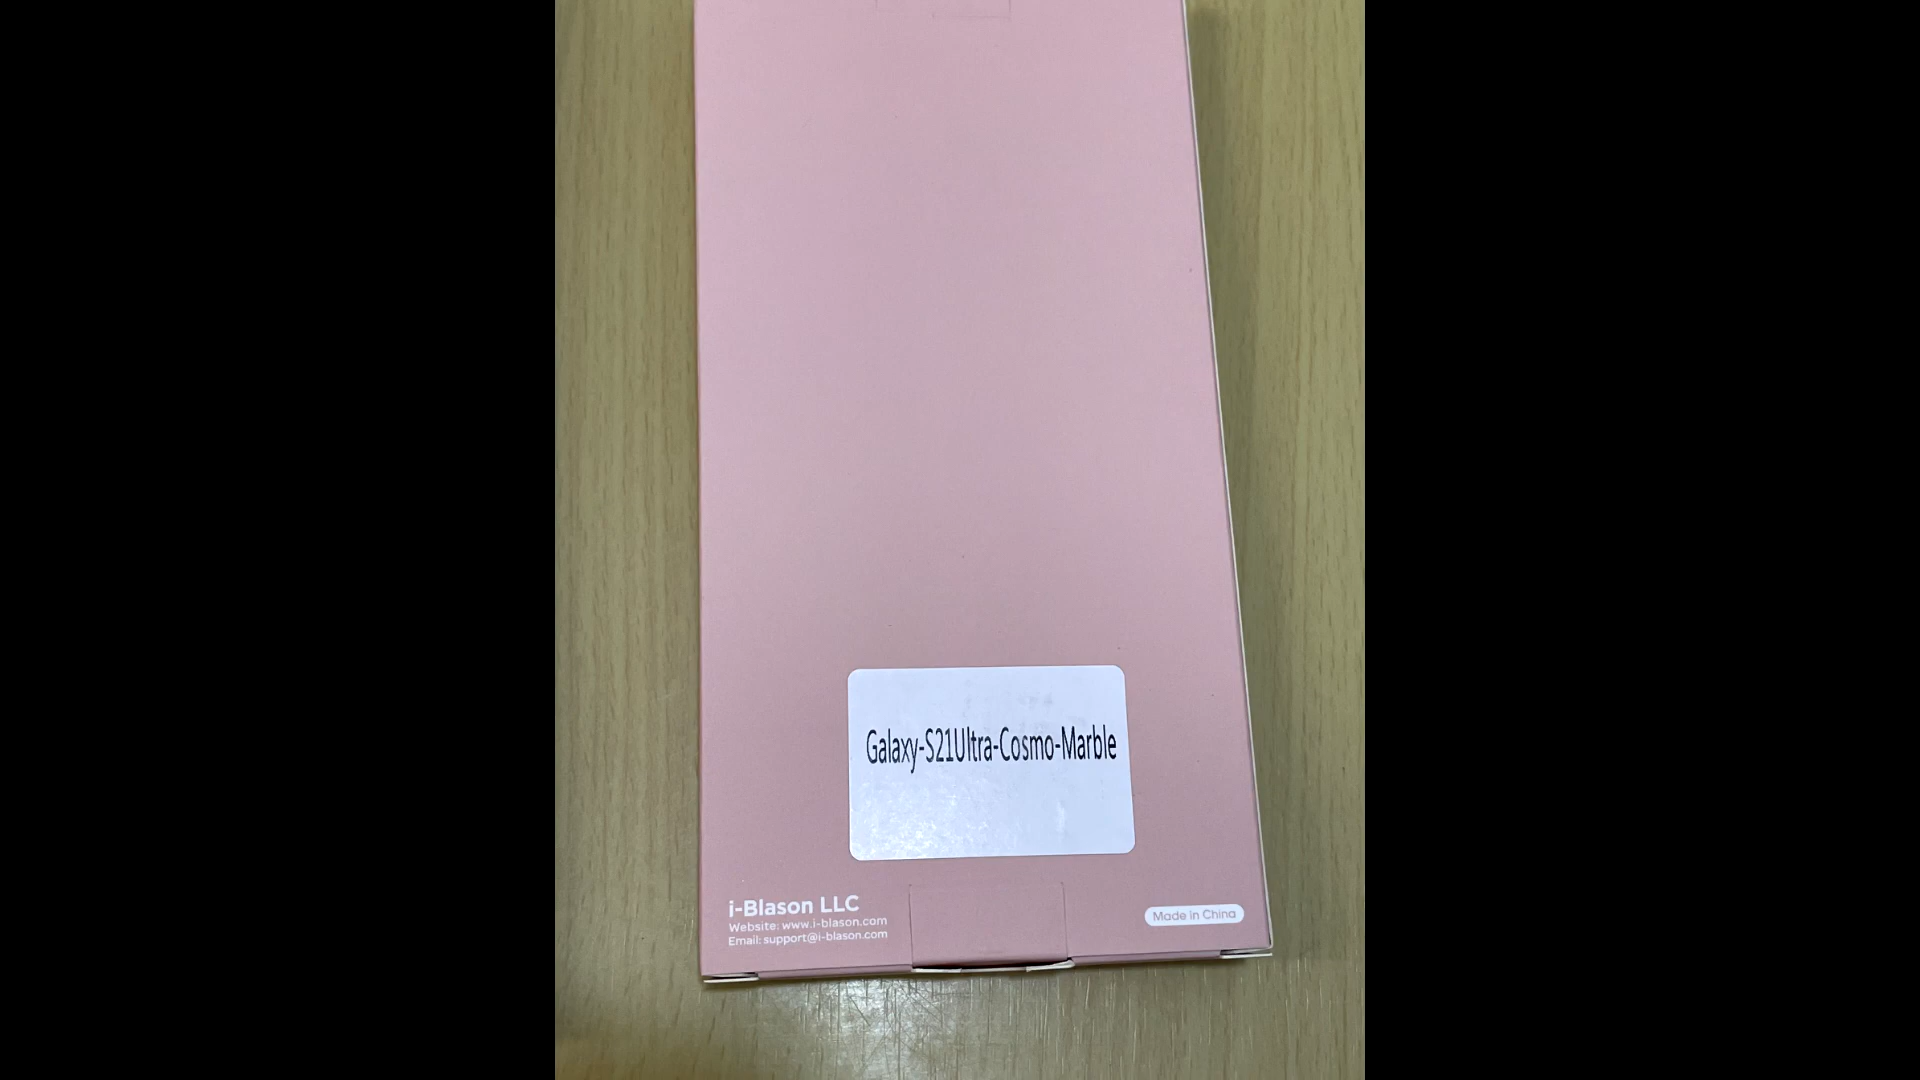 Galaxy-S21Ultra-Cosmo-Marble
i-Blason LLC
Website: www.i-blason.com
Email: support@i-blason.com
Made in China